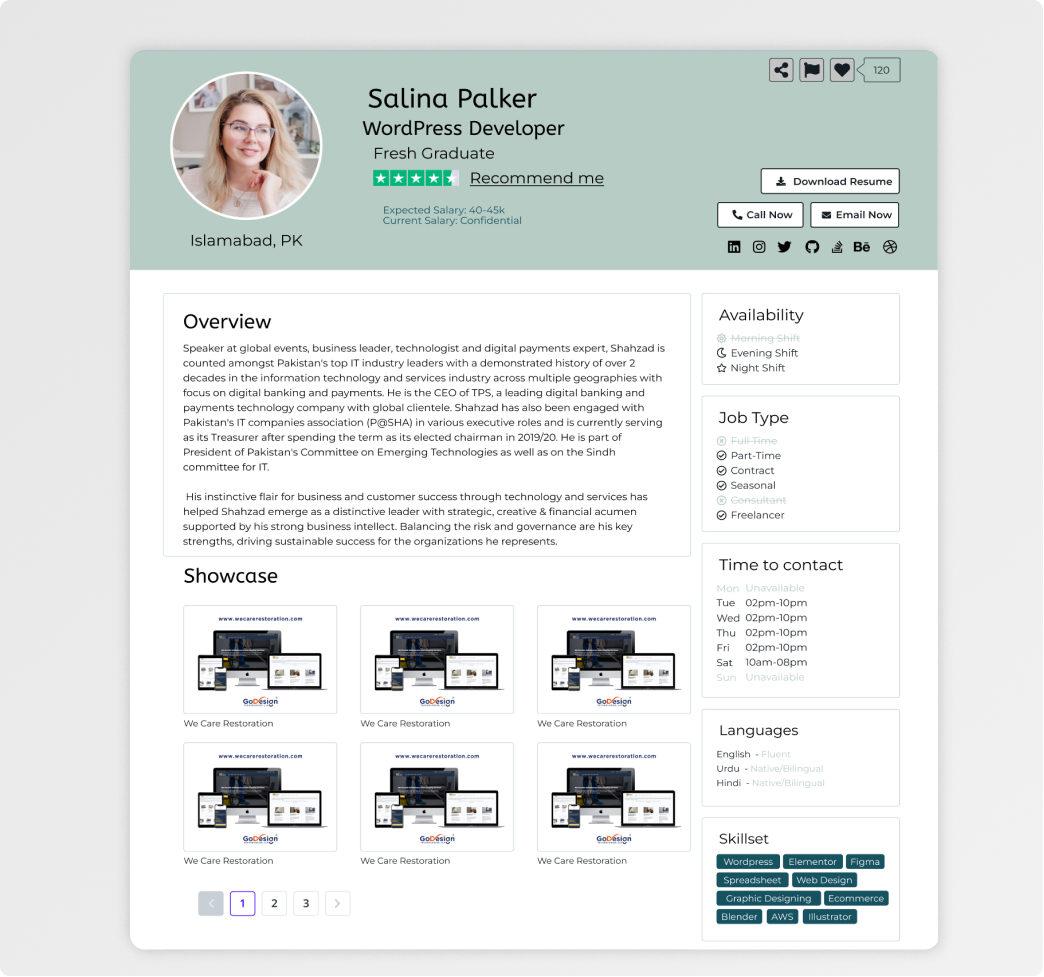 120
Salina Palker
WordPress Developer
Fresh Graduate
Recommend me
Expected Salary: 40-45k
Current Salary: Confidential
Islamabad, PK
Download Resume
Call Now
Email Now
Bē
Overview
Speaker at global events, business leader, technologist and digital payments expert, Shahzad is
counted amongst Pakistan's top IT industry leaders with a demonstrated history of over 2
decades in the information technology and services industry across multiple geographies with
focus on digital banking and payments. He is the CEO of TPS, a leading digital banking and
payments technology company with global clientele. Shahzad has also been engaged with
Pakistan's IT companies association (P@SHA) in various executive roles and is currently serving
as its Treasurer after spending the term as its elected chairman in 2019/20. He is part of
President of Pakistan's Committee on Emerging Technologies as well as on the Sindh
committee for IT.
His instinctive flair for business and customer success through technology and services has
helped Shahzad emerge as a distinctive leader with strategic, creative & financial acumen
supported by his strong business intellect. Balancing the risk and governance are his key
strengths, driving sustainable success for the organizations he represents.
Showcase
www.wecarerestoration.com
GoDesign
We Care Restoration
www.wecarerestoration.com
GoDesign
We Care Restoration
www.wecarerestoration.com
GoDesign
We Care Restoration
www.wecarerestoration.com
GoDesign
We Care Restoration
www.wecarerestoration.com
GoDesign
We Care Restoration
www.wecarerestoration.com
GoDesign
We Care Restoration
1 2 3
Availability
Morning Shift
Evening Shift
Night Shift
Job Type
Full Time
Part-Time
Contract
Seasonal
Consultant
Freelancer
Time to contact
Mon Unavailable
Tue 02pm-10pm
Wed 02pm-10pm
Thu 02pm-10pm
Fri 02pm-10pm
Sat 10am-08pm
Sun Unavailable
Languages
English - Fluent
Urdu - Native/Bilingual
Hindi - Native/Bilingual
Skillset
Wordpress Elementor Figma
Spreadsheet Web Design
Graphic Designing Ecommerce
Blender AWS Illustrator